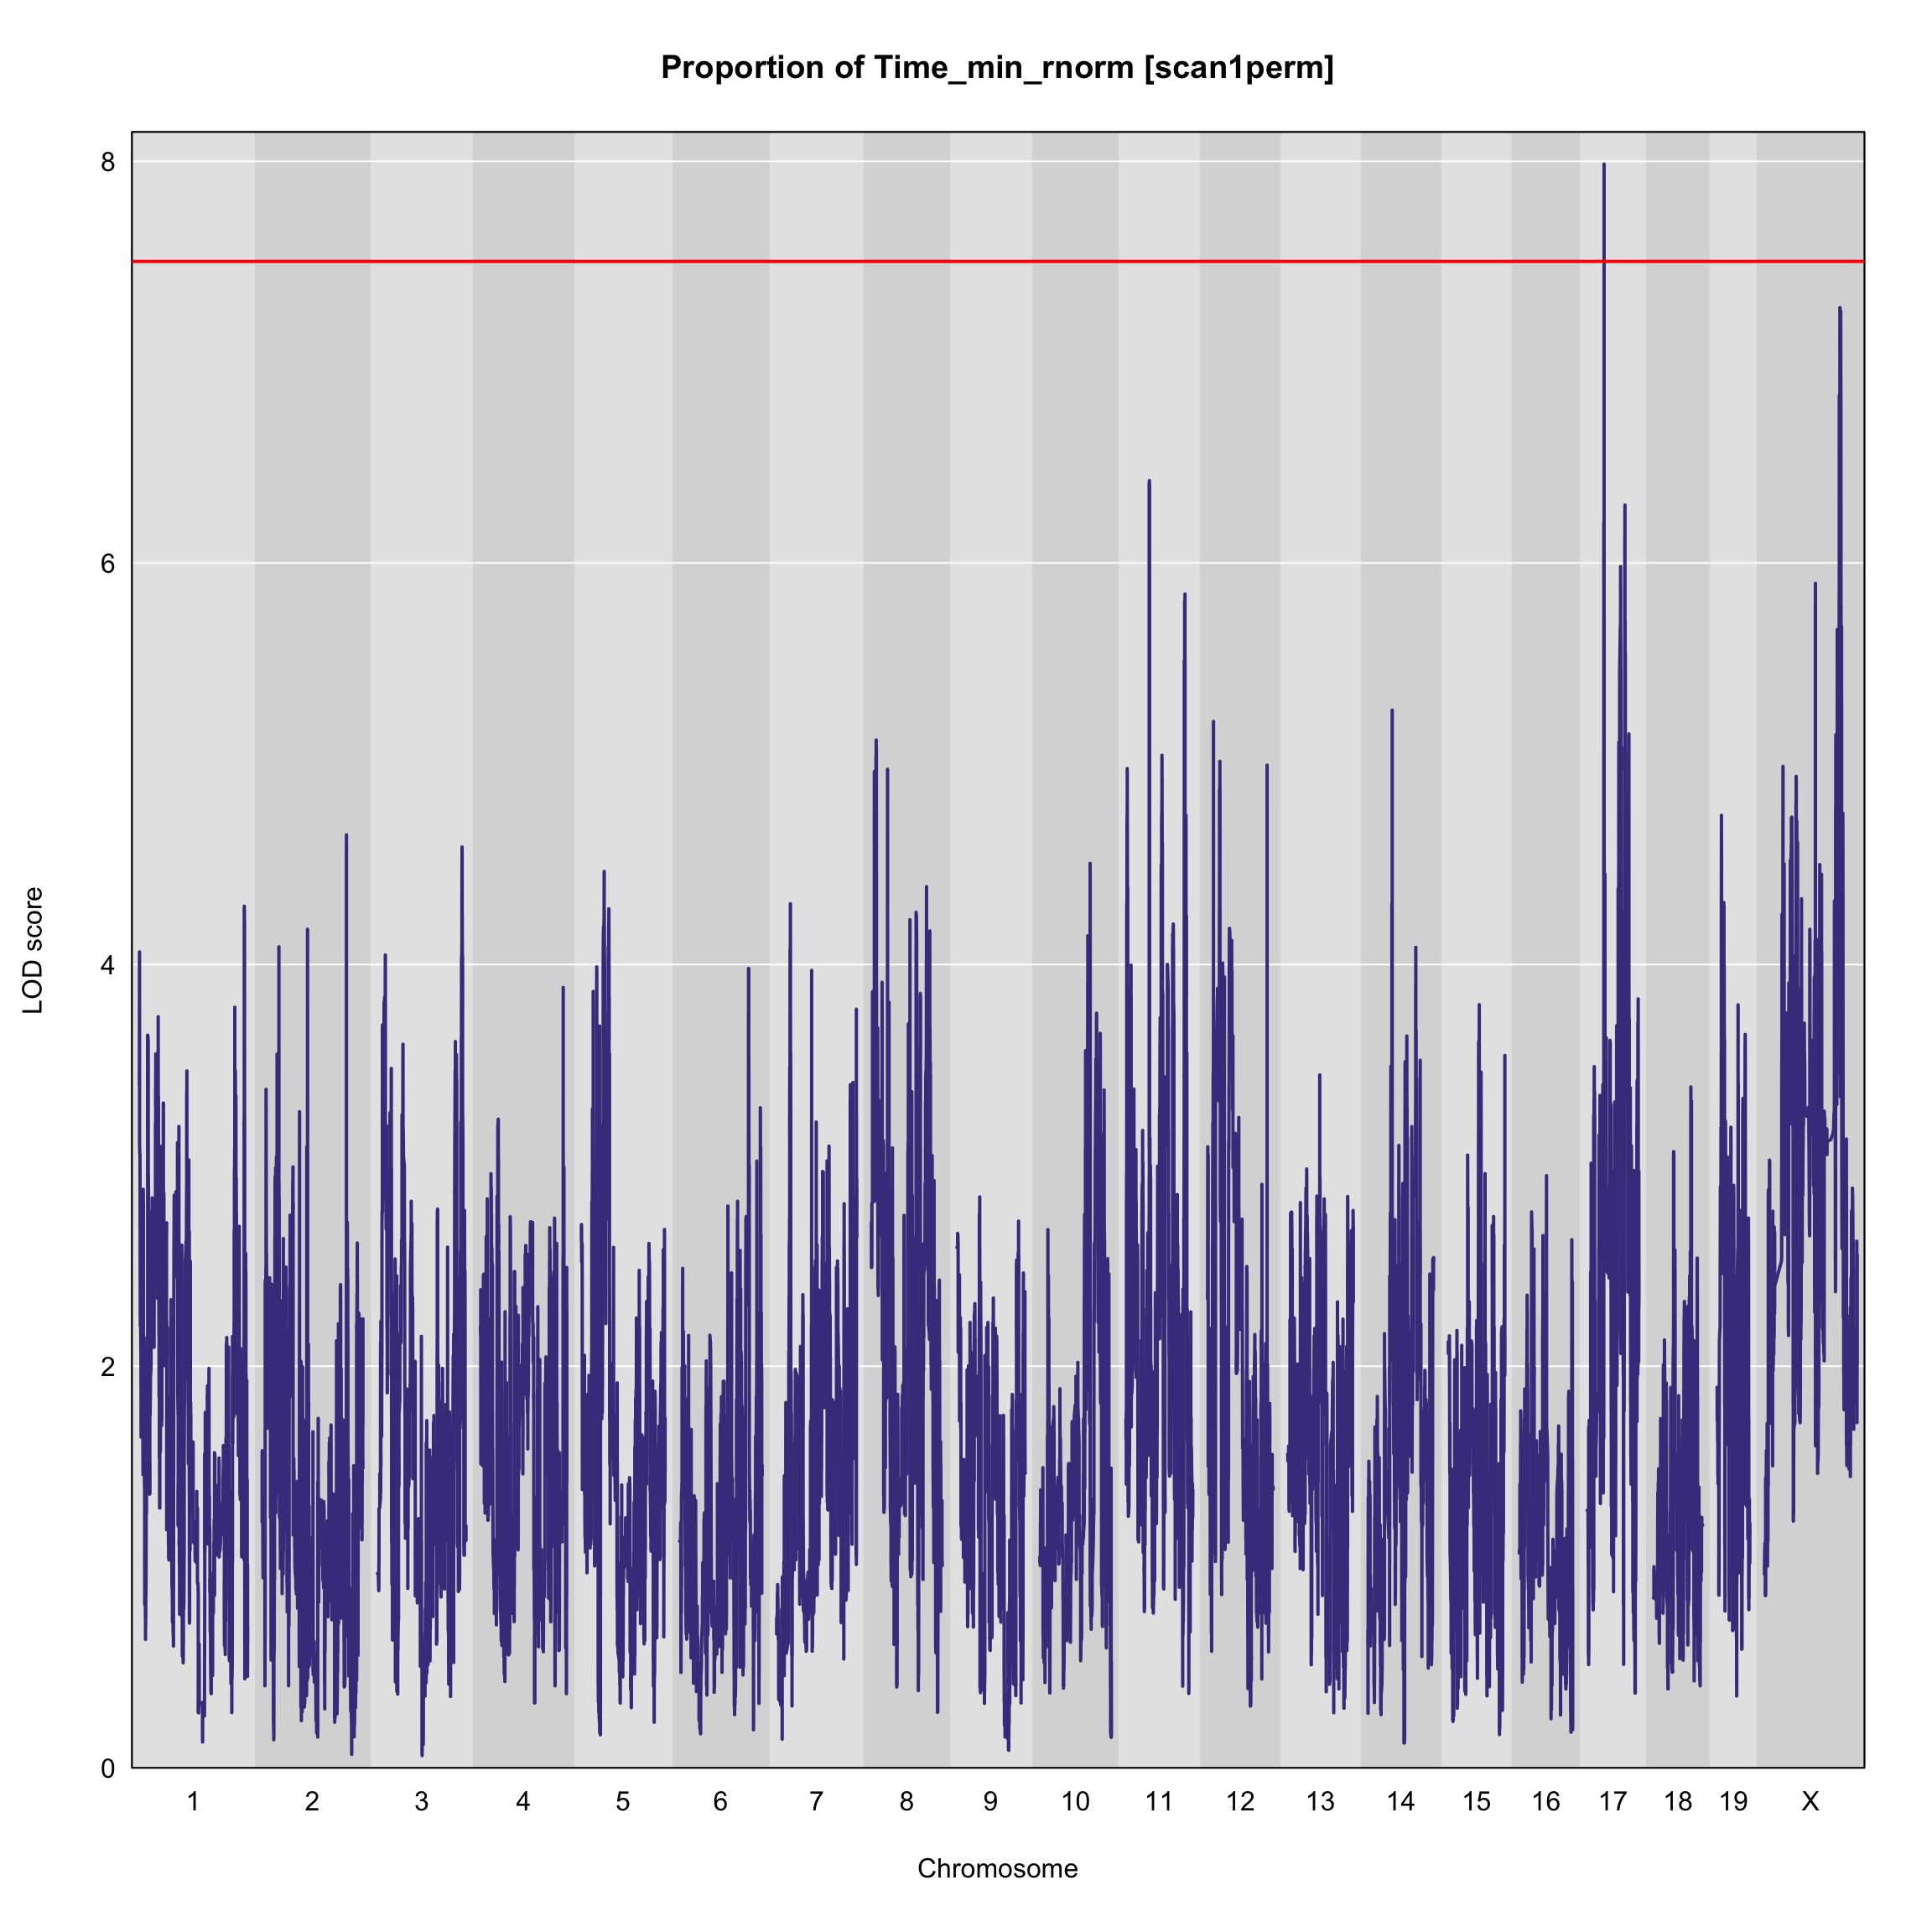 Proportion of Time_min_rnorm [scan1perm]
8
6
4
2
0
LOD score
1 2 3 4 5 6 7 8 9 10 11 12 13 14 15 16 17 18 19 X
Chromosome